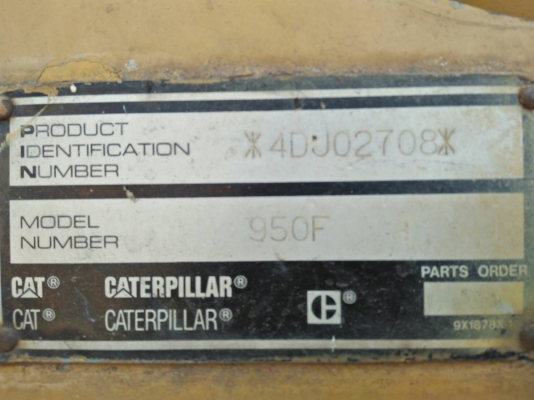 PRODUCT
IDENTIFICATION
NUMBER
*4DJ02708*
MODEL
NUMBER
950F
CAT® CATERPILLAR®
CAT® CATERPILLAR®
C®
PARTS ORDER